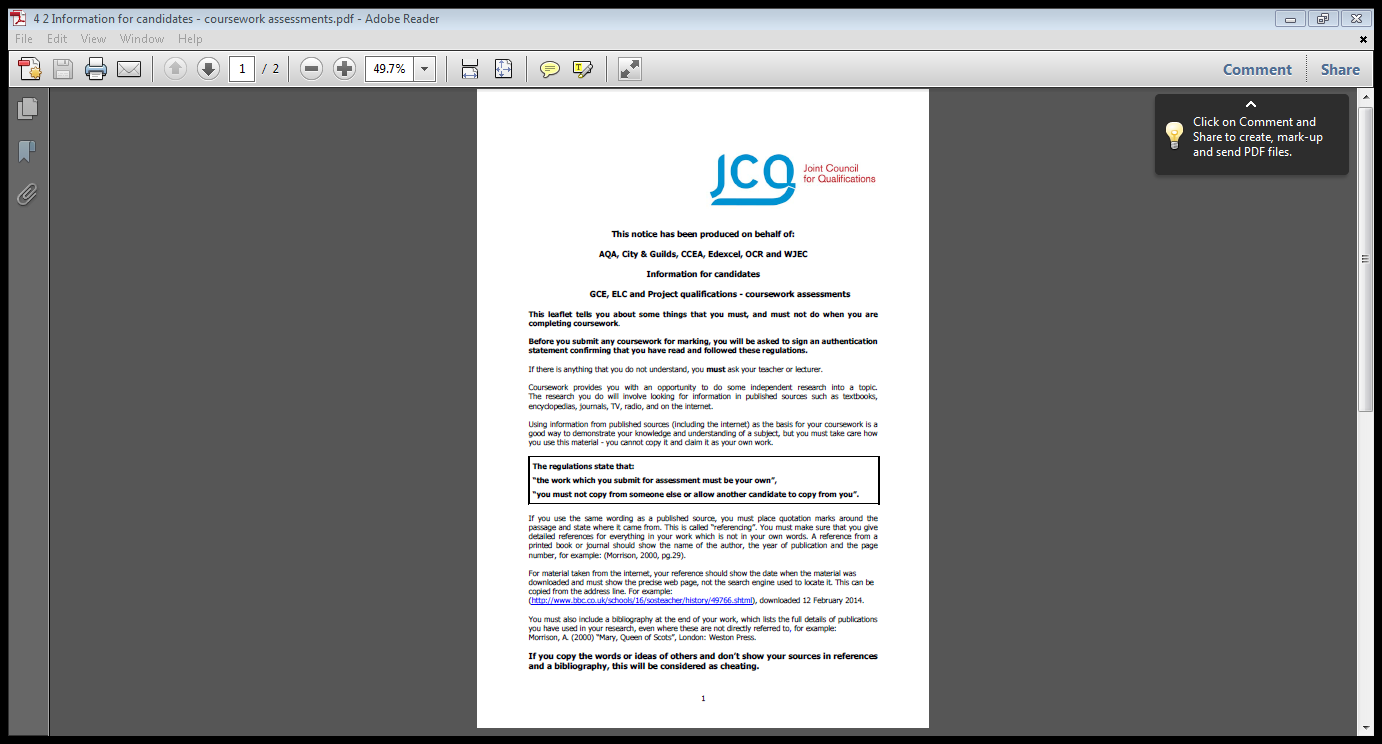 4 2 Information for candidates - coursework assessments.pdf - Adobe Reader
File Edit View Window Help
1 / 2 49.7% Comment Share
Click on Comment and
Share to create, mark-up
and send PDF files.
JCQ
Joint Council
for Qualifications
This notice has been produced on behalf of:
AQA, City & Guilds, CCEA, Edexcel, OCR and WJEC
Information for candidates
GCE, ELC and Project qualifications - coursework assessments
This leaflet tells you about some things that you must, and must not do when you are
completing coursework.
Before you submit any coursework for marking, you will be asked to sign an authentication
statement confirming that you have read and followed these regulations.
If there is anything that you do not understand, you must ask your teacher or lecturer.
Coursework provides you with an opportunity to do some independent research into a topic.
The research you do will involve looking for information in published sources such as textbooks,
encyclopedias, journals, TV, radio, and on the internet.
Using information from published sources (including the internet) as the basis for your coursework is a
good way to demonstrate your knowledge and understanding of a subject, but you must take care how
you use this material - you cannot copy it and claim it as your own work.
The regulations state that:
“the work which you submit for assessment must be your own”,
“you must not copy from someone else or allow another candidate to copy from you”.
If you use the same wording as a published source, you must place quotation marks around the
passage and state where it came from. This is called “referencing”. You must make sure that you give
detailed references for everything in your work which is not in your own words. A reference from a
printed book or journal should show the name of the author, the year of publication and the page
number, for example: (Morrison, 2000, pg.29).
For material taken from the internet, your reference should show the date when the material was
downloaded and must show the precise web page, not the search engine used to locate it. This can be
copied from the address line. For example:
(http://www.bbc.co.uk/schools/16/sosteacher/history/49766.shtml), downloaded 12 February 2014.
You must also include a bibliography at the end of your work, which lists the full details of publications
you have used in your research, even where these are not directly referred to, for example:
Morrison, A. (2000) “Mary, Queen of Scots”, London: Weston Press.
If you copy the words or ideas of others and don’t show your sources in references
and a bibliography, this will be considered as cheating.
1